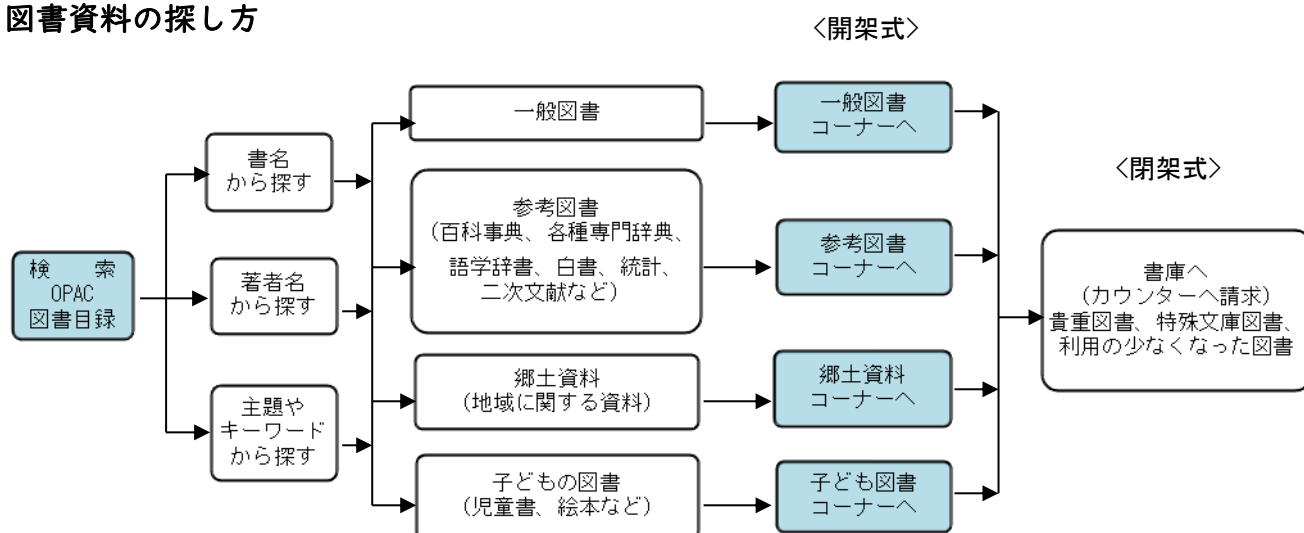 図書資料の探し方
〈開架式〉
〈閉架式〉
検　　索
OPAC
図書目録
書名
から探す
著者名
から探す
主題や
キーワード
から探す
一般図書
参考図書
(百科事典、各種専門辞典、
語学辞書、白書、統計、
二次文献など)
郷土資料
(地域に関する資料)
子どもの図書
(児童書、絵本など)
一般図書
コーナーへ
参考図書
コーナーへ
郷土資料
コーナーへ
子ども図書
コーナーへ
書庫へ
(カウンターへ請求)
貴重図書、特殊文庫図書、
利用の少なくなった図書